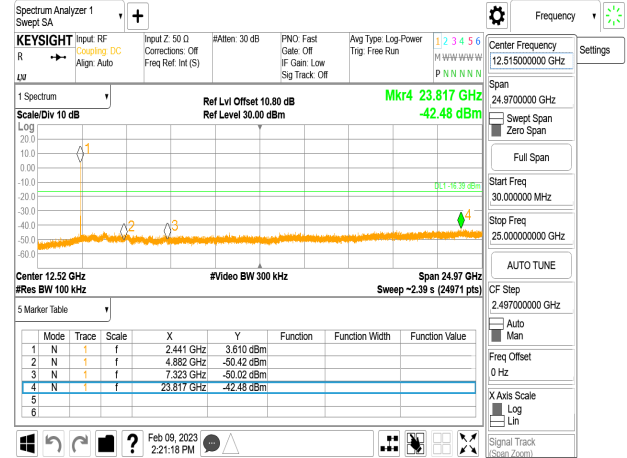 Spectrum Analyzer 1
Swept SA
Frequency
KEYSIGHT
R
LXI
Input: RF
Coupling: DC
Align: Auto
Input Z: 50 Ω
Corrections: Off
Freq Ref: Int (S)
#Atten: 30 dB
PNO: Fast
Gate: Off
IF Gain: Low
Sig Track: Off
Avg Type: Log-Power
Trig: Free Run
1 2 3 4 5 6
M W W W W W
P N N N N N
1 Spectrum
Scale/Div 10 dB
Ref Lvl Offset 10.80 dB
Ref Level 30.00 dBm
Mkr4 23.817 GHz
-42.48 dBm
Log
20.0
10.0
0.00
-10.0
-20.0
-30.0
-40.0
-50.0
-60.0
1
2
3
4
DL1 -16.39 dBm
Center 12.52 GHz
#Video BW 300 kHz
Span 24.97 GHz
#Res BW 100 kHz
Sweep ~2.39 s (24971 pts)
5 Marker Table
Mode Trace Scale X Y Function Function Width Function Value
1 N 1 f 2.441 GHz 3.610 dBm
2 N 1 f 4.882 GHz -50.42 dBm
3 N 1 f 7.323 GHz -50.02 dBm
4 N 1 f 23.817 GHz -42.48 dBm
5
6
Feb 09, 2023
2:21:18 PM
?
Center Frequency
12.515000000 GHz
Settings
Span
24.9700000 GHz
Swept Span
Zero Span
Full Span
Start Freq
30.000000 MHz
Stop Freq
25.000000000 GHz
AUTO TUNE
CF Step
2.497000000 GHz
Auto
Man
Freq Offset
0 Hz
X Axis Scale
Log
Lin
Signal Track
(Span Zoom)